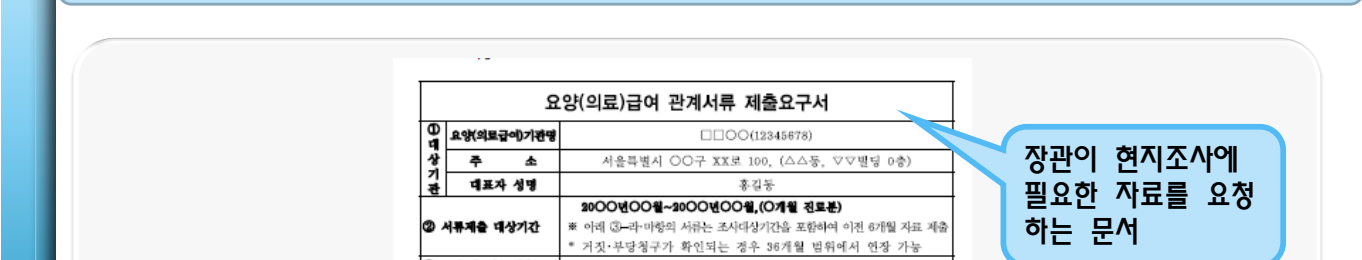 요양(의료)급여 관계서류 제출요구서
① 대상기관
요양(의료급여)기관명 □□○○(12345678)
주 소 서울특별시 ○○구 XX로 100, (△△동, ▽▽빌딩 0층)
대표자 성명 홍길동
② 서류제출 대상기간
20○○년○○월~20○○년○○월,(○개월 진료분)
※ 아래 ③-라·마항의 서류는 조사대상기간을 포함하여 이전 6개월 자료 제출
* 거짓·부당청구가 확인되는 경우 36개월 범위에서 연장 가능
장관이 현지조사에
필요한 자료를 요청
하는 문서